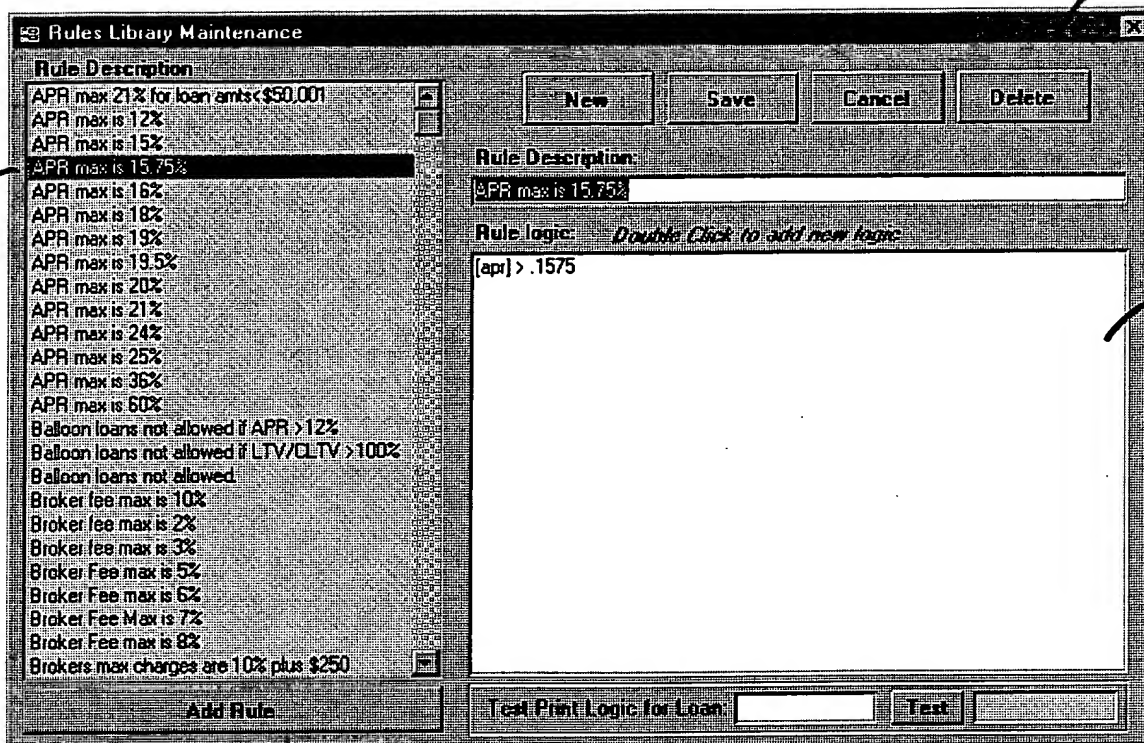 Rules Library Maintenance
Rule Description
APR max 21% for loan amts<$50,001
APR max is 12%
APR max is 15%
APR max is 15.75%
APR max is 16%
APR max is 18%
APR max is 19%
APR max is 19.5%
APR max is 20%
APR max is 21%
APR max is 24%
APR max is 25%
APR max is 36%
APR max is 60%
Balloon loans not allowed if APR >12%
Balloon loans not allowed if LTV/CLTV >100%
Balloon loans not allowed.
Broker fee max is 10%
Broker fee max is 2%
Broker fee max is 3%
Broker Fee max is 5%
Broker Fee max is 6%
Broker Fee Max is 7%
Broker Fee max is 8%
Brokers max charges are 10% plus $250
Add Rule
New Save Cancel Delete
Rule Description:
APR max is 15.75%
Rule logic: Double Click to add new logic
[apr] > .1575
Test Print Logic for Loan: Test